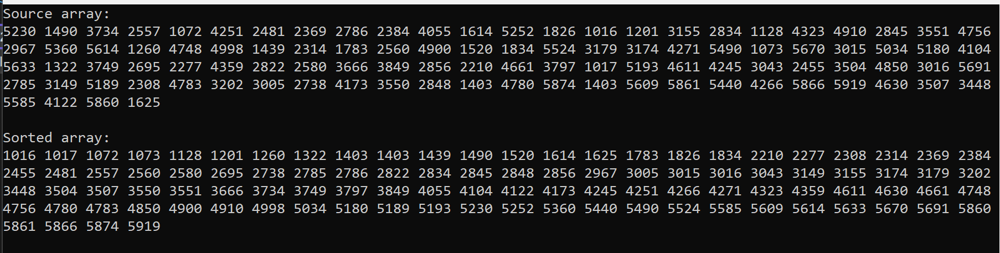 Source array:
5230 1490 3734 2557 1072 4251 2481 2369 2786 2384 4055 1614 5252 1826 1016 1201 3155 2834 1128 4323 4910 2845 3551 4756
2967 5360 5614 1260 4748 4998 1439 2314 1783 2560 4900 1520 1834 5524 3179 3174 4271 5490 1073 5670 3015 5034 5180 4104
5633 1322 3749 2695 2277 4359 2822 2580 3666 3849 2856 2210 4661 3797 1017 5193 4611 4245 3043 2455 3504 4850 3016 5691
2785 3149 5189 2308 4783 3202 3005 2738 4173 3550 2848 1403 4780 5874 1403 5609 5861 5440 4266 5866 5919 4630 3507 3448
5585 4122 5860 1625
Sorted array:
1016 1017 1072 1073 1128 1201 1260 1322 1403 1403 1439 1490 1520 1614 1625 1783 1826 1834 2210 2277 2308 2314 2369 2384
2455 2481 2557 2560 2580 2695 2738 2785 2786 2822 2834 2845 2848 2856 2967 3005 3015 3016 3043 3149 3155 3174 3179 3202
3448 3504 3507 3550 3551 3666 3734 3749 3797 3849 4055 4104 4122 4173 4245 4251 4266 4271 4323 4359 4611 4630 4661 4748
4756 4780 4783 4850 4900 4910 4998 5034 5180 5189 5193 5230 5252 5360 5440 5490 5524 5585 5609 5614 5633 5670 5691 5860
5861 5866 5874 5919